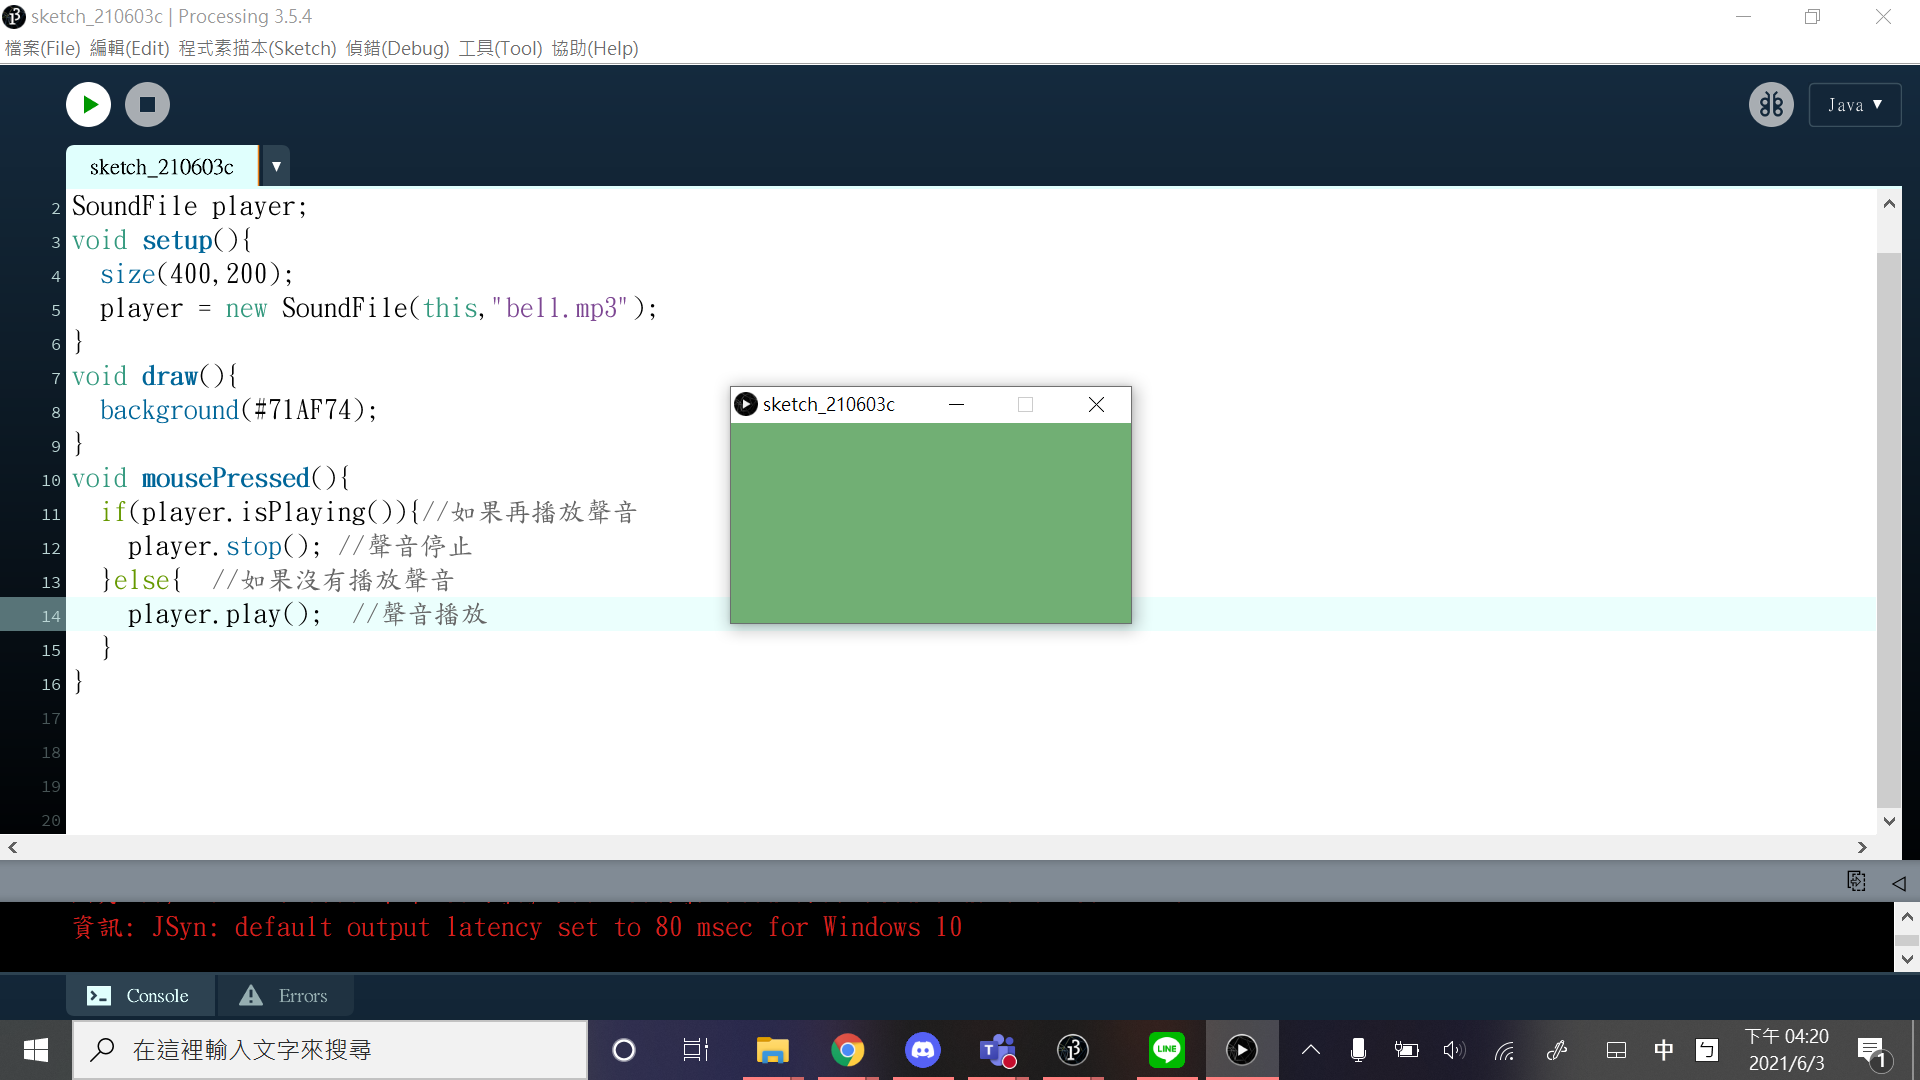 sketch_210603c | Processing 3.5.4
檔案(File) 編輯(Edit) 程式素描本(Sketch) 偵錯(Debug) 工具(Tool) 協助(Help)
Java ▼
sketch_210603c ▼
2 SoundFile player;
3 void setup(){
4 size(400,200);
5 player = new SoundFile(this,"bell.mp3");
6 }
7 void draw(){
8 background(#71AF74);
9 }
10 void mousePressed(){
11 if(player.isPlaying()){//如果再播放聲音
12 player.stop(); //聲音停止
13 }else{ //如果沒有播放聲音
14 player.play(); //聲音播放
15 }
16 }
17
18
19
20
sketch_210603c
資訊: JSyn: default output latency set to 80 msec for Windows 10
Console Errors
在這裡輸入文字來搜尋
LINE
中
下午 04:20
2021/6/3
1